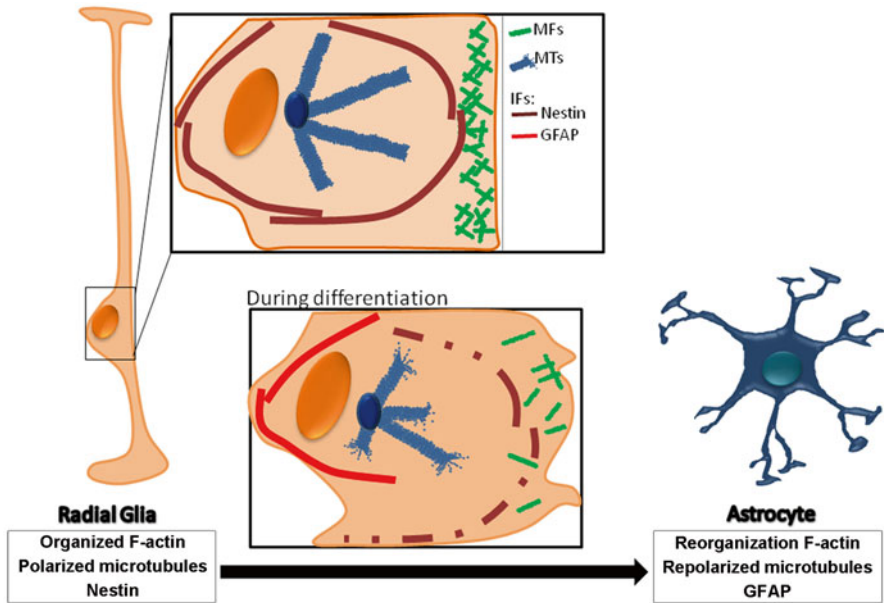 MFs
MTs
IFs:
Nestin
GFAP
During differentiation
Radial Glia
Organized F-actin
Polarized microtubules
Nestin
Astrocyte
Reorganization F-actin
Repolarized microtubules
GFAP